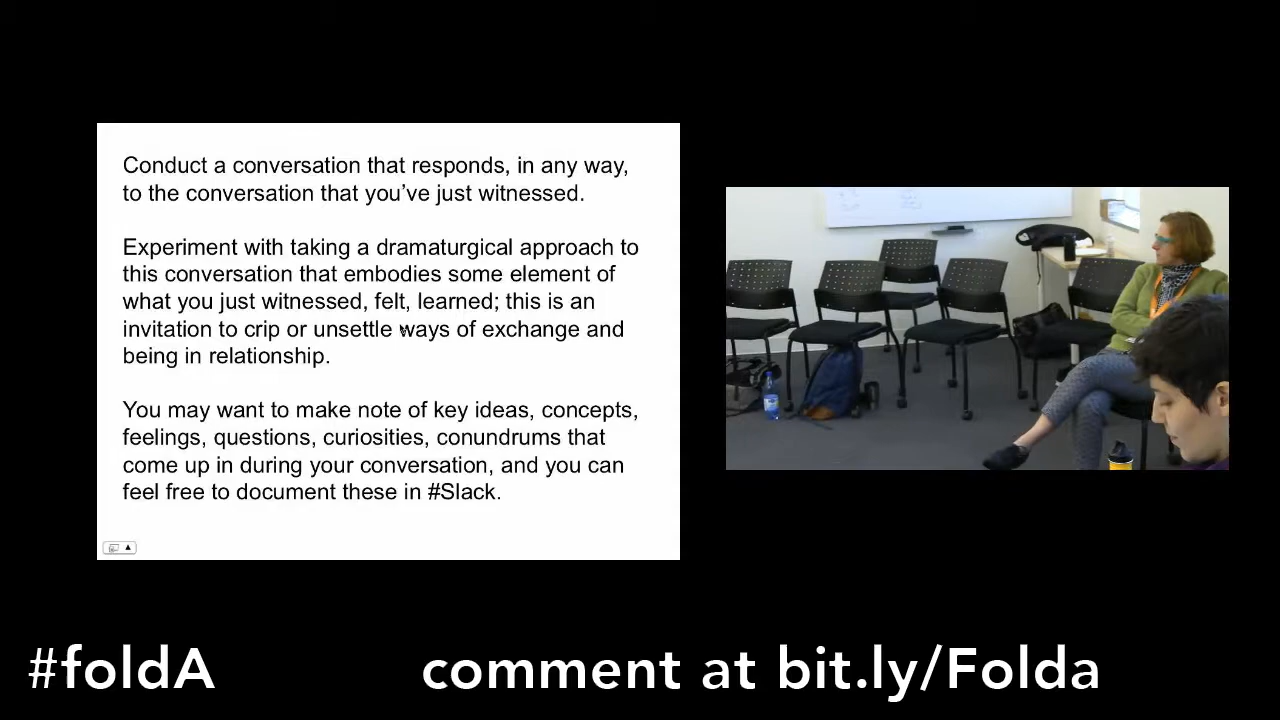 Conduct a conversation that responds, in any way,
to the conversation that you’ve just witnessed.
Experiment with taking a dramaturgical approach to
this conversation that embodies some element of
what you just witnessed, felt, learned; this is an
invitation to crip or unsettle ways of exchange and
being in relationship.
You may want to make note of key ideas, concepts,
feelings, questions, curiosities, conundrums that
come up in during your conversation, and you can
feel free to document these in #Slack.
#foldA
comment at bit.ly/Folda